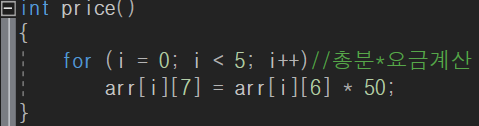 int price()
{
for (i = 0; i < 5; i++)//총분*요금계산
arr[i][7] = arr[i][6] * 50;
}